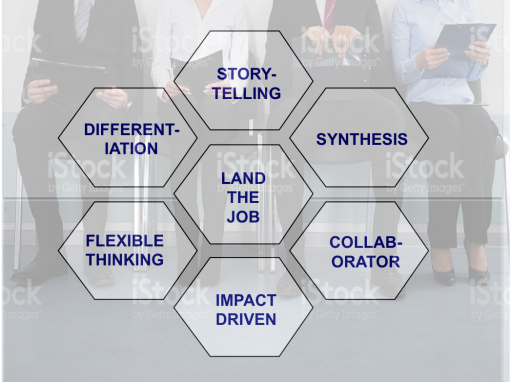 STORY-
TELLING
DIFFERENT-
IATION
SYNTHESIS
LAND
THE
JOB
FLEXIBLE
THINKING
COLLAB-
ORATOR
IMPACT
DRIVEN
iStock
by Getty Images